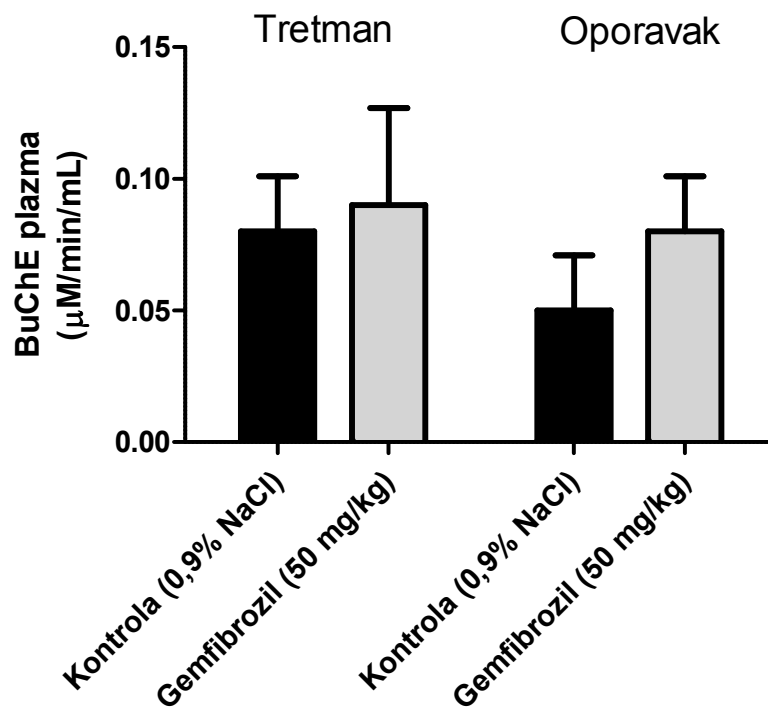 Tretman
Oporavak
BuChE plazma
(μM/min/mL)
0.15
0.10
0.05
0.00
Kontrola (0,9% NaCl)
Gemfibrozil (50 mg/kg)
Kontrola (0,9% NaCl)
Gemfibrozil (50 mg/kg)